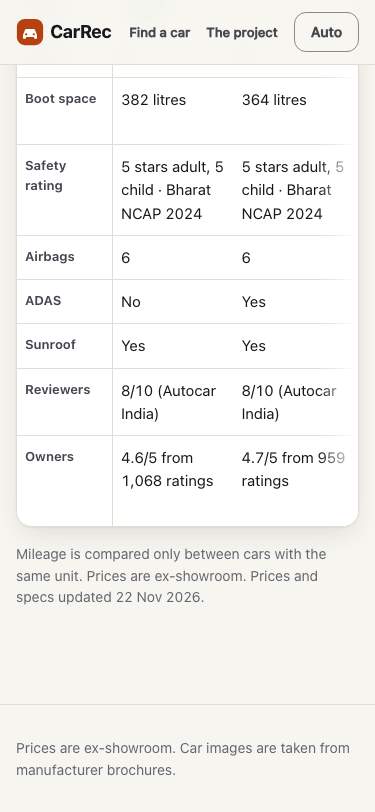 CarRec Find a car The project Auto
Boot space 382 litres 364 litres
Safety rating 5 stars adult, 5 child · Bharat NCAP 2024 5 stars adult, 5 child · Bharat NCAP 2024
Airbags 6 6
ADAS No Yes
Sunroof Yes Yes
Reviewers 8/10 (Autocar India) 8/10 (Autocar India)
Owners 4.6/5 from 1,068 ratings 4.7/5 from 959 ratings
Mileage is compared only between cars with the
same unit. Prices are ex-showroom. Prices and
specs updated 22 Nov 2026.
Prices are ex-showroom. Car images are taken from
manufacturer brochures.